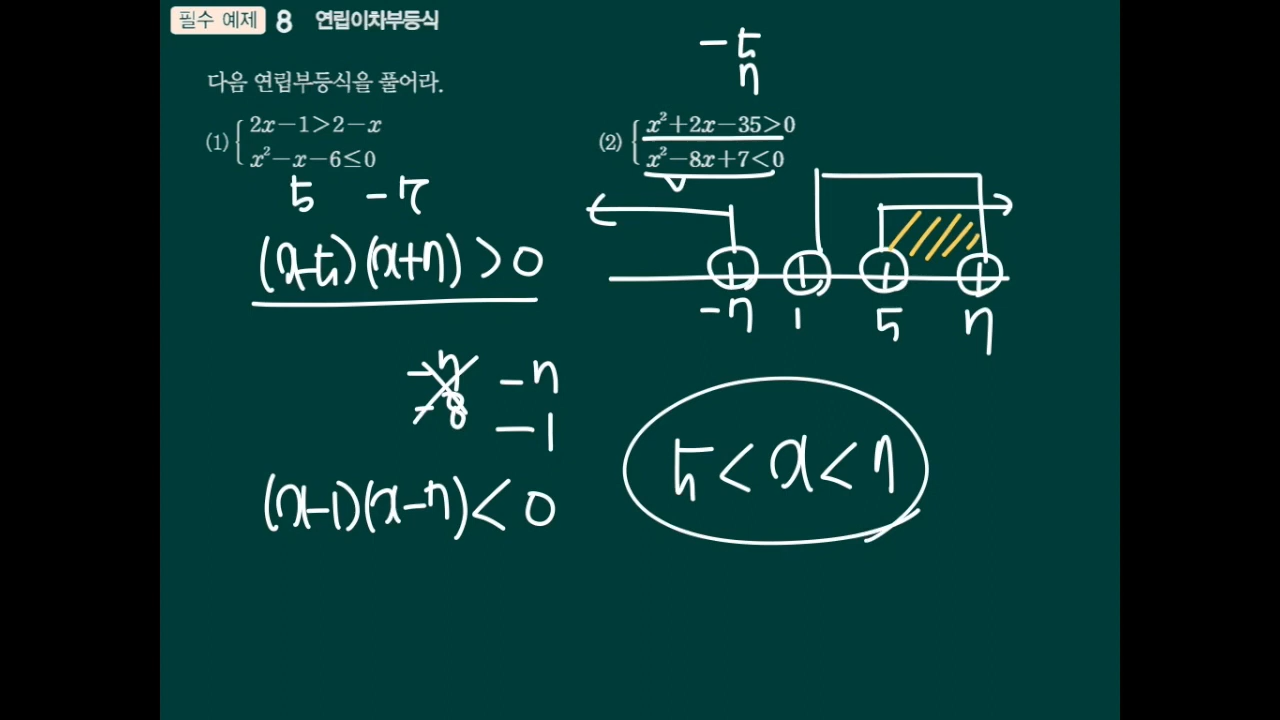 필수 예제 8 연립이차부등식
다음 연립부등식을 풀어라.
(1) { 2x-1>2-x
x²-x-6≤0
(2) { x²+2x-35>0
x²-8x+7<0
-5
7
5 -7
(x-5)(x+7)>0
-7 1 5 7
-7
-8
-7
-1
(x-1)(x-7)<0
5<x<7